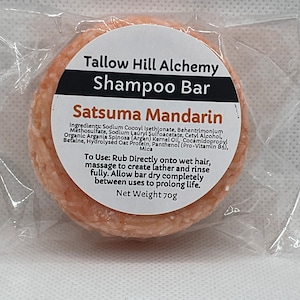 Tallow Hill Alchemy
Shampoo Bar
Satsuma Mandarin
Ingredients: Sodium Cocoyl Isethionate, Behentrimonium
Methosulfate, Sodium Lauryl Sulfoacetate, Cetyl Alcohol,
Organic Argania Spinosa (Argan) Kernel Oil, Cocamidopropyl
Betaine, Hydrolysed Oat Protein, Panthenol (Pro-Vitamin B5),
Mica
To Use: Rub Directly onto wet hair,
massage to create lather and rinse
fully. Allow bar dry completely
between uses to prolong life.
Net Weight 70g